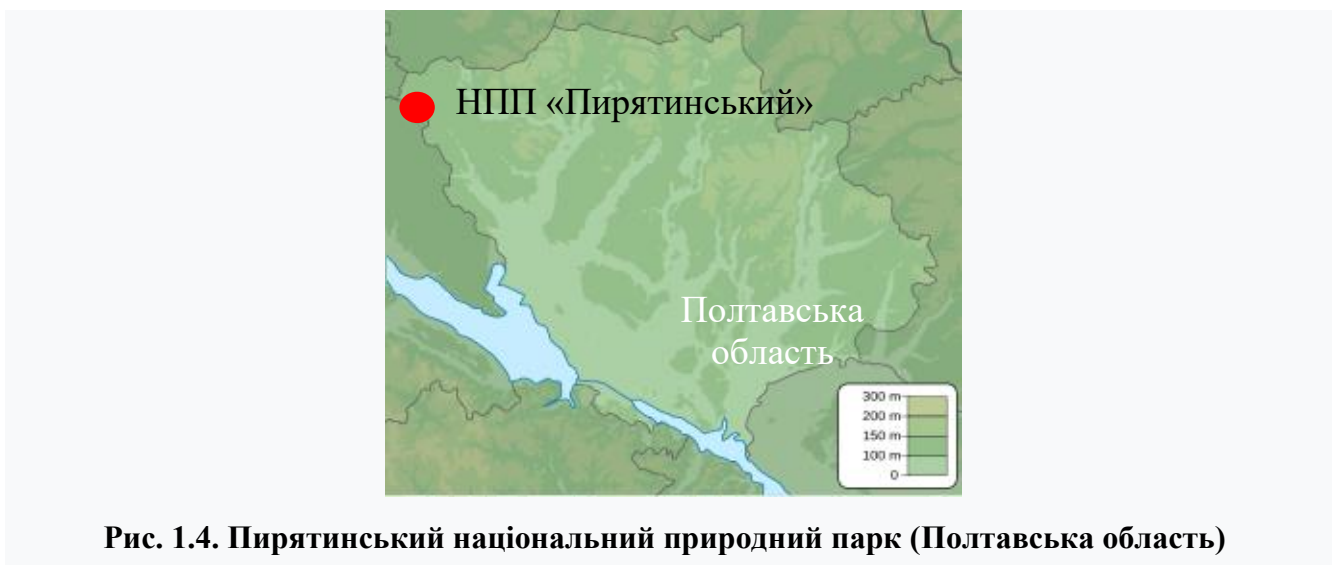 НПП «Пирятинський»
Полтавська
область
300 m
200 m
150 m
100 m
0
Рис. 1.4. Пирятинський національний природний парк (Полтавська область)